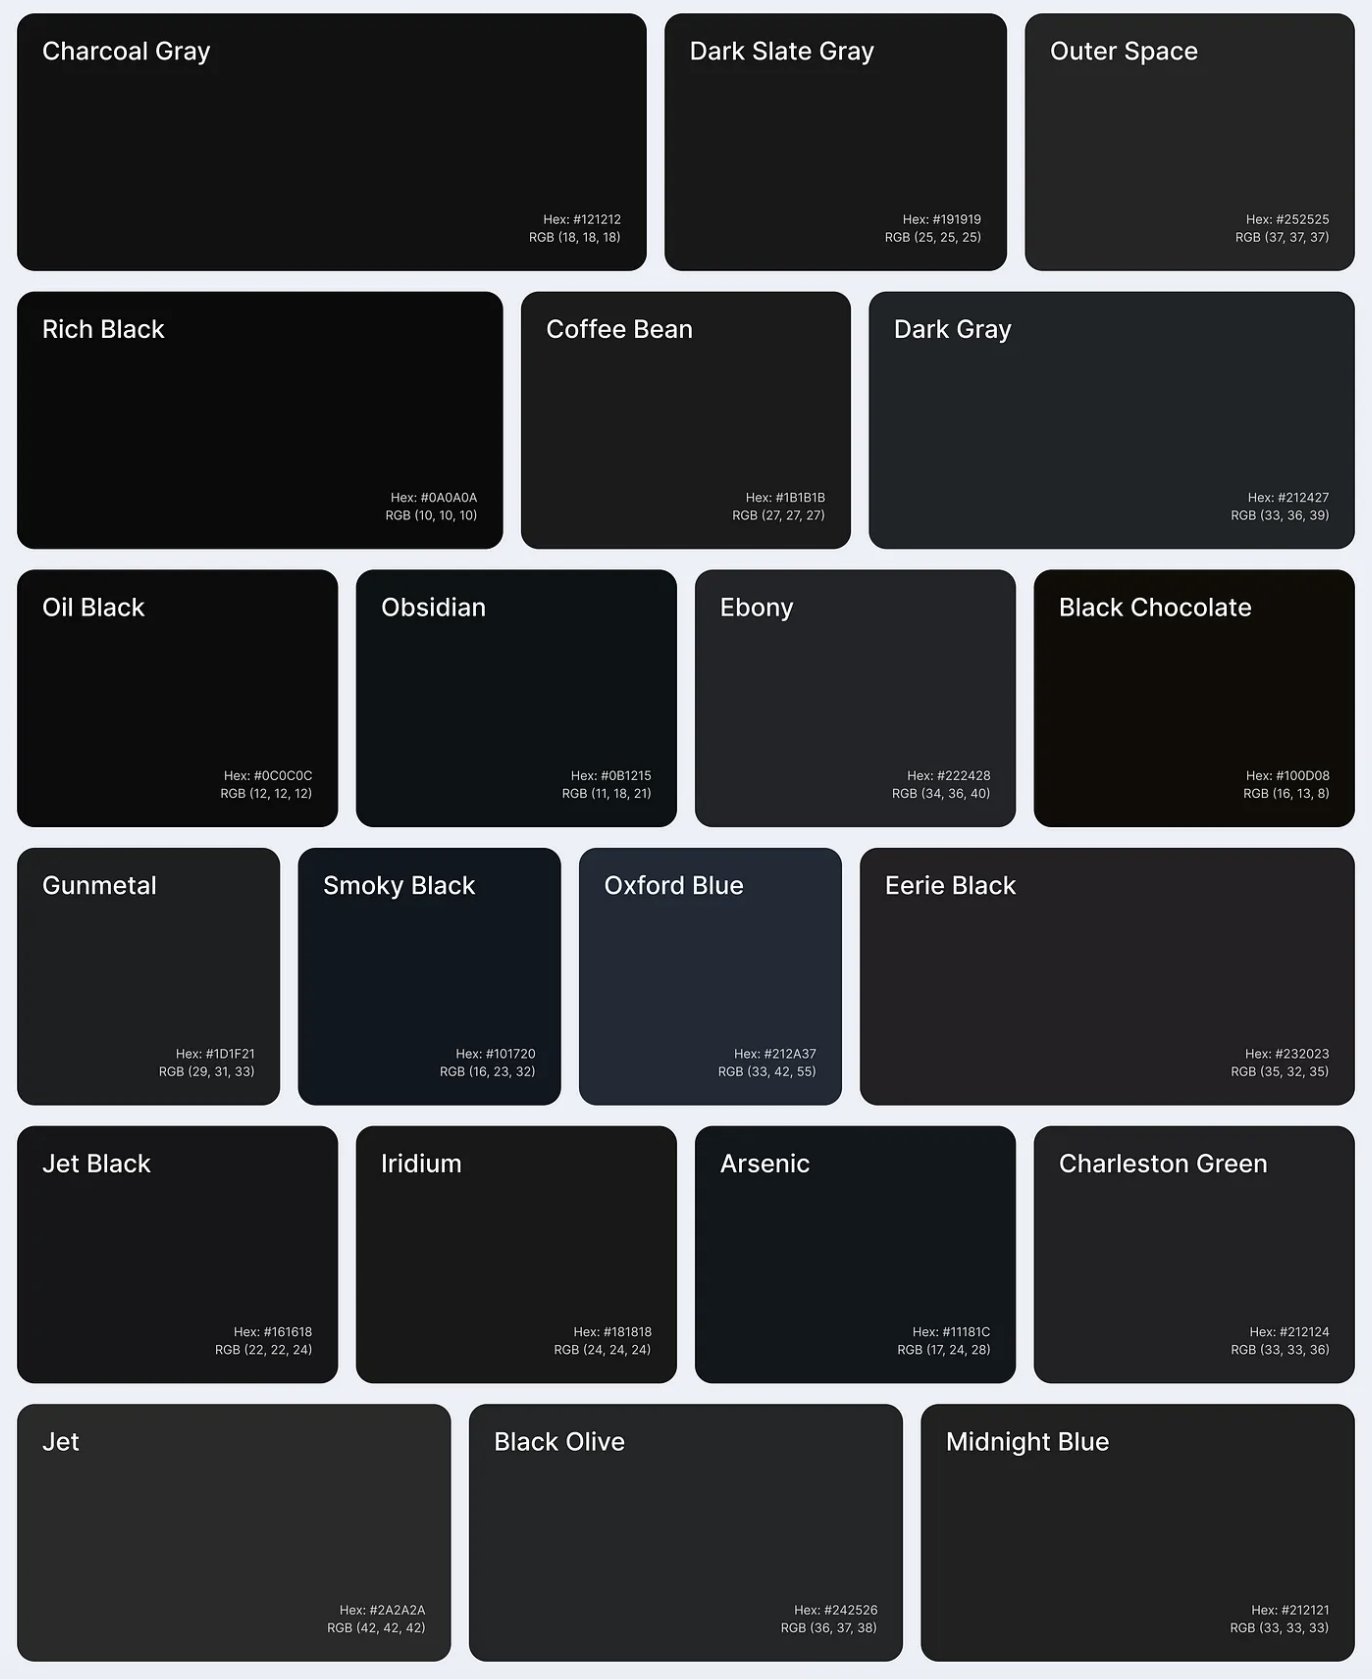 Charcoal Gray
Hex: #121212
RGB (18, 18, 18)
Dark Slate Gray
Hex: #191919
RGB (25, 25, 25)
Outer Space
Hex: #252525
RGB (37, 37, 37)
Rich Black
Hex: #0A0A0A
RGB (10, 10, 10)
Coffee Bean
Hex: #1B1B1B
RGB (27, 27, 27)
Dark Gray
Hex: #212427
RGB (33, 36, 39)
Oil Black
Hex: #0C0C0C
RGB (12, 12, 12)
Obsidian
Hex: #0B1215
RGB (11, 18, 21)
Ebony
Hex: #222428
RGB (34, 36, 40)
Black Chocolate
Hex: #100D08
RGB (16, 13, 8)
Gunmetal
Hex: #1D1F21
RGB (29, 31, 33)
Smoky Black
Hex: #101720
RGB (16, 23, 32)
Oxford Blue
Hex: #212A37
RGB (33, 42, 55)
Eerie Black
Hex: #232023
RGB (35, 32, 35)
Jet Black
Hex: #161618
RGB (22, 22, 24)
Iridium
Hex: #181818
RGB (24, 24, 24)
Arsenic
Hex: #11181C
RGB (17, 24, 28)
Charleston Green
Hex: #212124
RGB (33, 33, 36)
Jet
Hex: #2A2A2A
RGB (42, 42, 42)
Black Olive
Hex: #242526
RGB (36, 37, 38)
Midnight Blue
Hex: #212121
RGB (33, 33, 33)